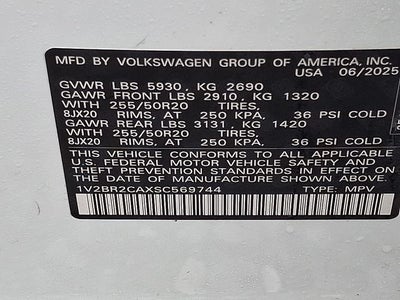 MFD BY VOLKSWAGEN GROUP OF AMERICA, INC.
USA 06/2025
GVWR LBS 5930, KG 2690
GAWR FRONT LBS 2910, KG 1320
WITH 255/50R20 TIRES,
8JX20 RIMS, AT 250 KPA, 36 PSI COLD
GAWR REAR LBS 3131, KG 1420
WITH 255/50R20 TIRES,
8JX20 RIMS, AT 250 KPA, 36 PSI COLD
THIS VEHICLE CONFORMS TO ALL APPLICABLE
U.S. FEDERAL MOTOR VEHICLE SAFETY AND
THEFT PREVENTION STANDARDS IN EFFECT ON
THE DATE OF MANUFACTURE SHOWN ABOVE.
1V2BR2CAXSC569744 TYPE: MPV